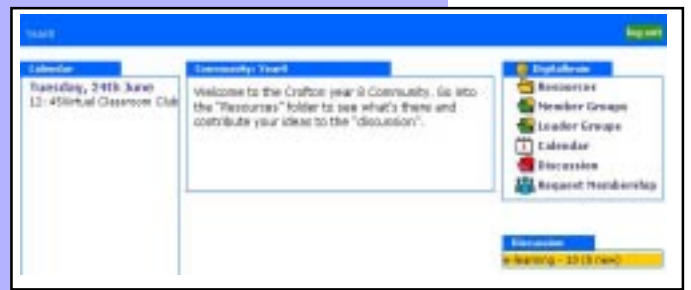 Year8
log out
Calendar
Tuesday, 24th June
12: 45Virtual Classroom Club
Community: Year8
Welcome to the Crofton year 8 Community. Go into
the "Resources" folder to see what's there and
contribute your ideas to the "discussion".
DigitalBrain
Resources
Member Groups
Leader Groups
Calendar
Discussion
Request Membership
Discussion
e-learning - 10 (6 new)